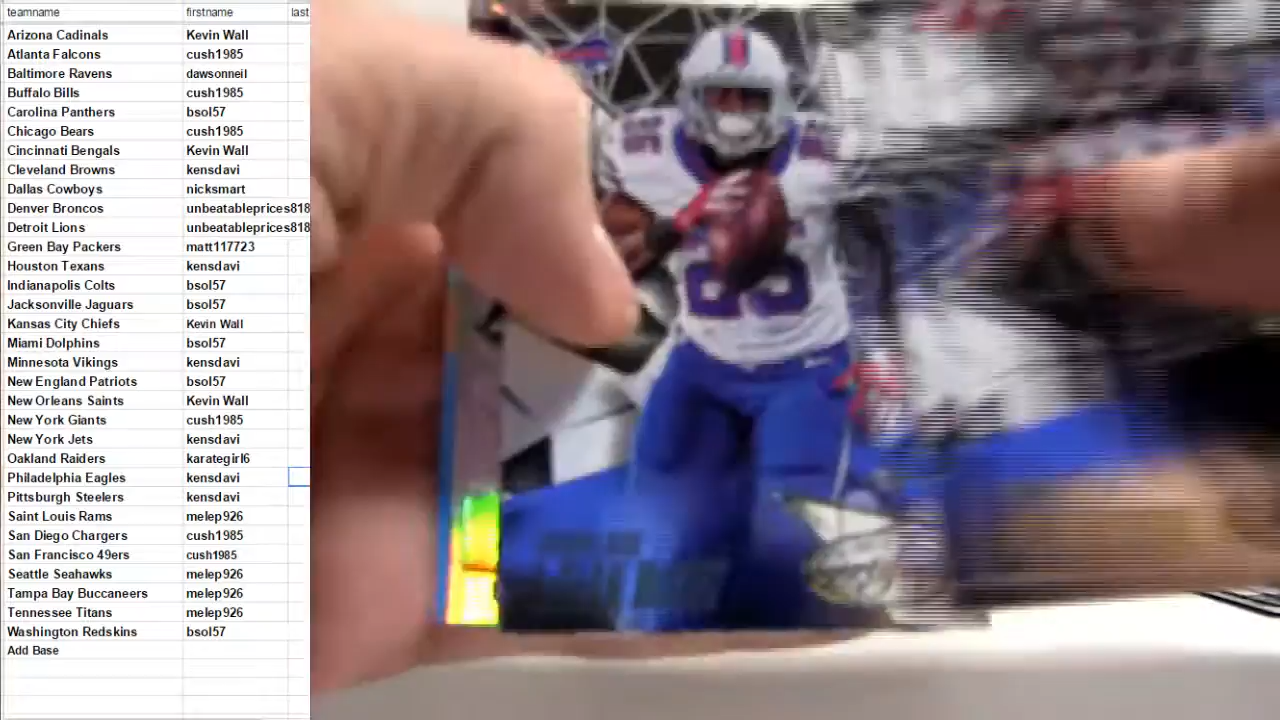 teamname firstname last
Arizona Cadinals Kevin Wall
Atlanta Falcons cush1985
Baltimore Ravens dawsonneil
Buffalo Bills cush1985
Carolina Panthers bsol57
Chicago Bears cush1985
Cincinnati Bengals Kevin Wall
Cleveland Browns kensdavi
Dallas Cowboys nicksmart
Denver Broncos unbeatableprices818
Detroit Lions unbeatableprices818
Green Bay Packers matt117723
Houston Texans kensdavi
Indianapolis Colts bsol57
Jacksonville Jaguars bsol57
Kansas City Chiefs Kevin Wall
Miami Dolphins bsol57
Minnesota Vikings kensdavi
New England Patriots bsol57
New Orleans Saints Kevin Wall
New York Giants cush1985
New York Jets kensdavi
Oakland Raiders karategirl6
Philadelphia Eagles kensdavi
Pittsburgh Steelers kensdavi
Saint Louis Rams melep926
San Diego Chargers cush1985
San Francisco 49ers cush1985
Seattle Seahawks melep926
Tampa Bay Buccaneers melep926
Tennessee Titans melep926
Washington Redskins bsol57
Add Base